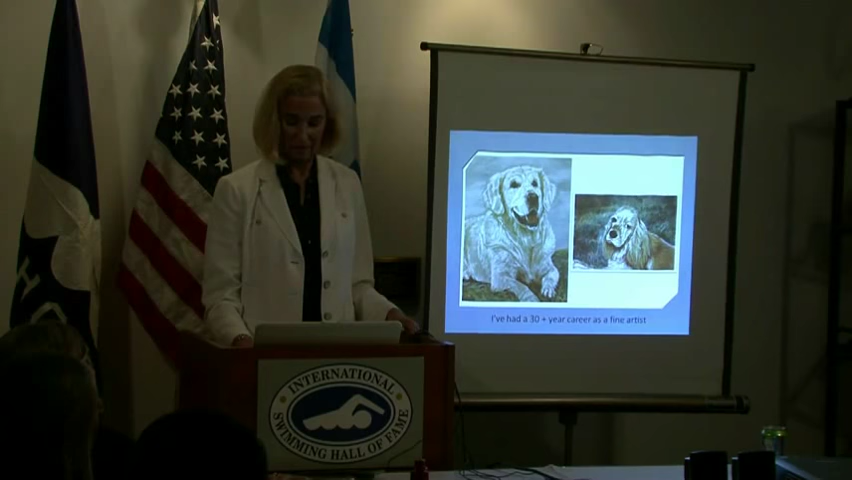 I've had a 30 + year career as a fine artist
INTERNATIONAL
SWIMMING HALL OF FAME